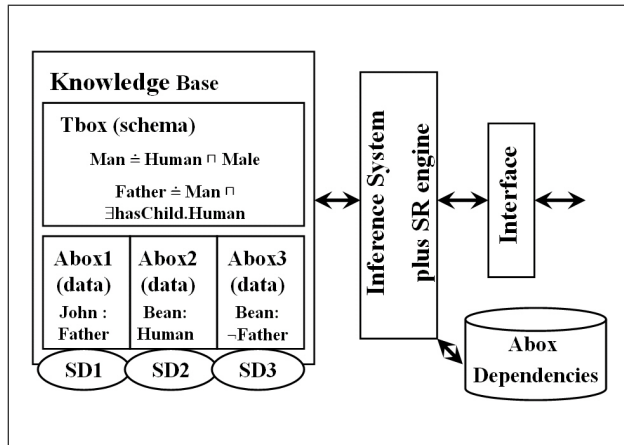 Knowledge Base
Tbox (schema)
Man ≐ Human ⊓ Male
Father ≐ Man ⊓
∃hasChild.Human
Abox1
(data)
John :
Father
Abox2
(data)
Bean:
Human
Abox3
(data)
Bean:
¬Father
SD1
SD2
SD3
Inference System
plus SR engine
Interface
Abox
Dependencies